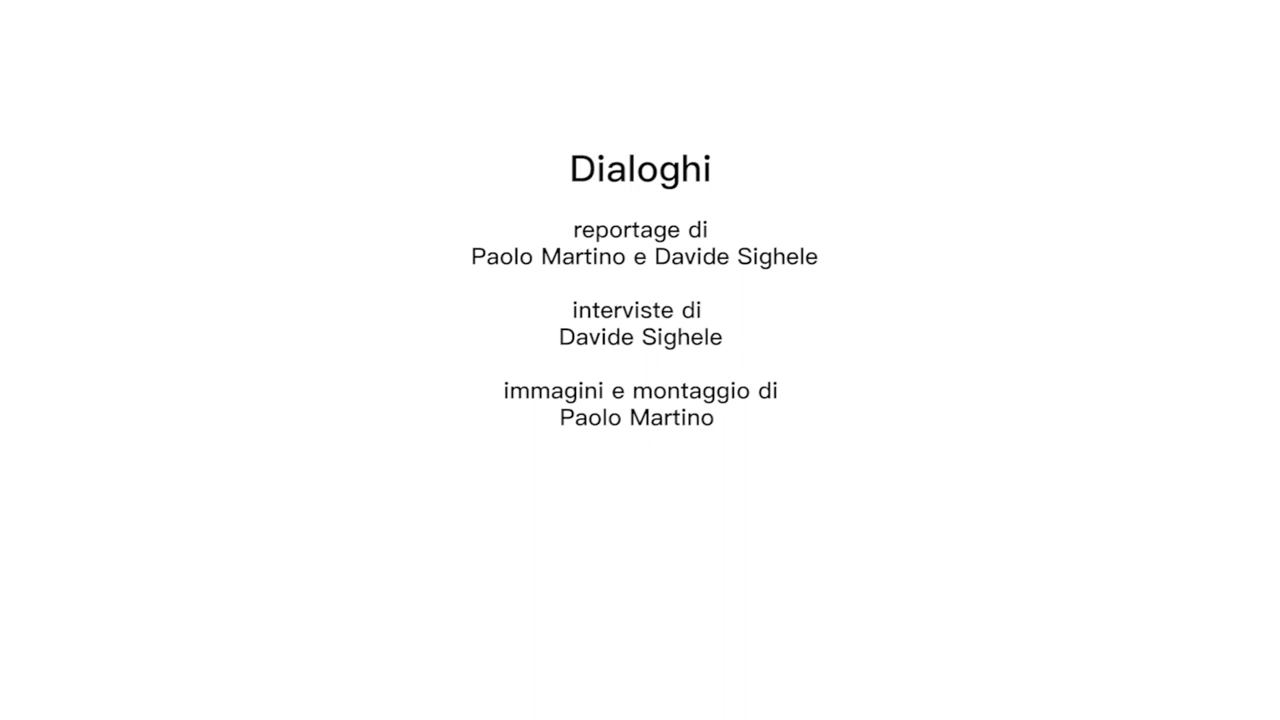 Dialoghi
reportage di
Paolo Martino e Davide Sighele
interviste di
Davide Sighele
immagini e montaggio di
Paolo Martino